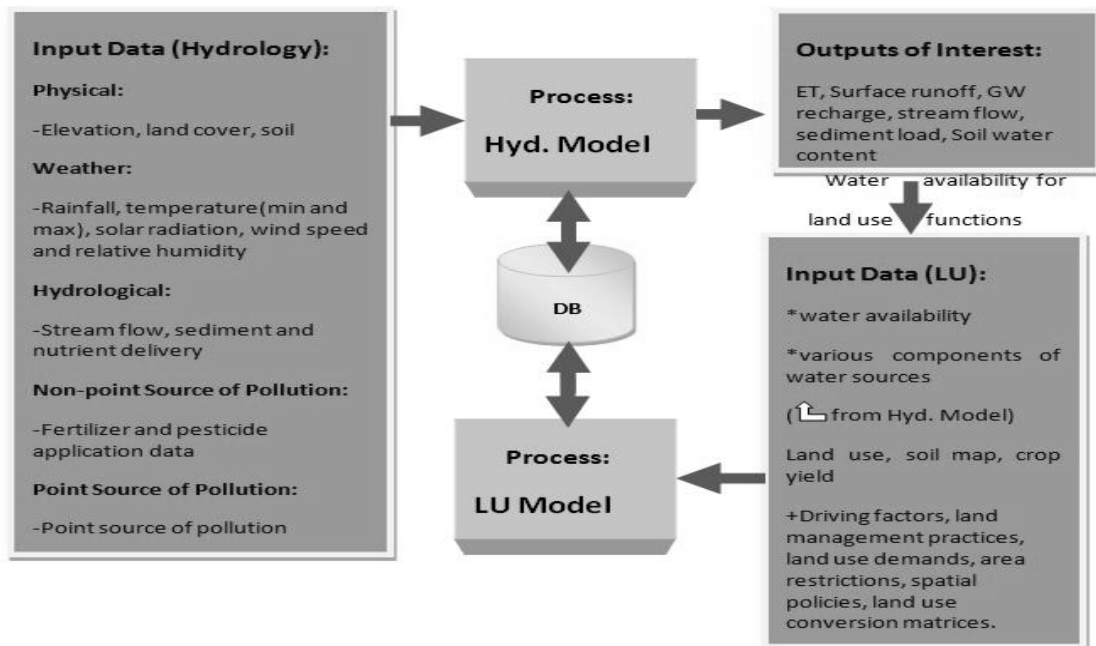 Input Data (Hydrology):
Physical:
-Elevation, land cover, soil
Weather:
-Rainfall, temperature(min and
max), solar radiation, wind speed
and relative humidity
Hydrological:
-Stream flow, sediment and
nutrient delivery
Non-point Source of Pollution:
-Fertilizer and pesticide
application data
Point Source of Pollution:
-Point source of pollution
Process:
Hyd. Model
DB
Process:
LU Model
Outputs of Interest:
ET, Surface runoff, GW
recharge, stream flow,
sediment load, Soil water
content
Water availability for
land use functions
Input Data (LU):
*water availability
*various components of
water sources
(from Hyd. Model)
Land use, soil map, crop
yield
+Driving factors, land
management practices,
land use demands, area
restrictions, spatial
policies, land use
conversion matrices.